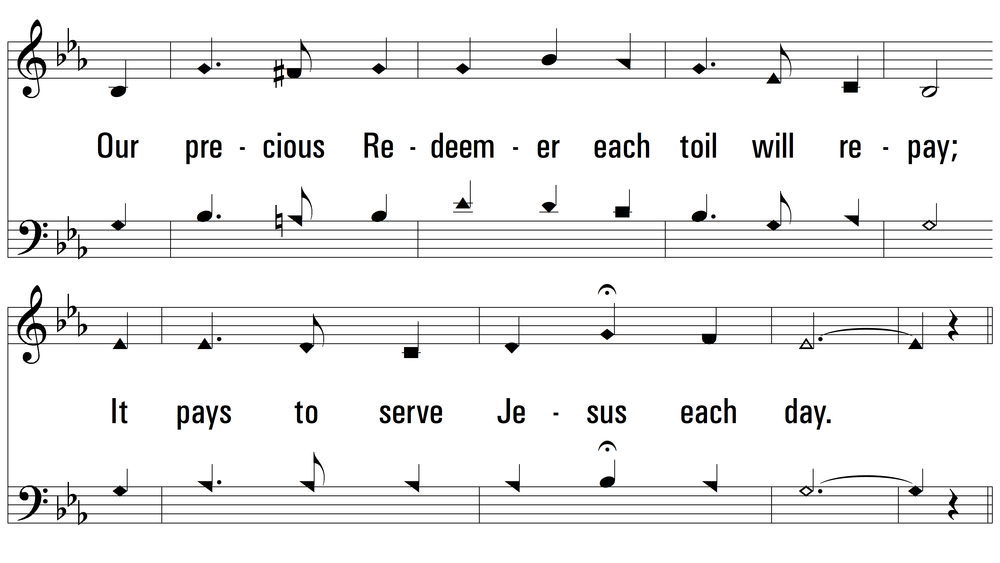 Our pre - cious Re - deem - er each toil will re - pay;
It pays to serve Je - sus each day.